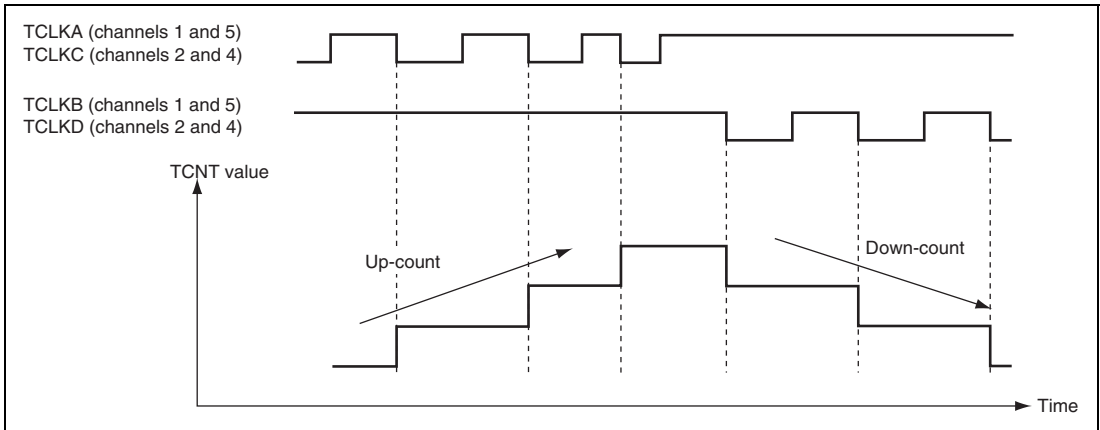 TCLKA (channels 1 and 5)
TCLKC (channels 2 and 4)
TCLKB (channels 1 and 5)
TCLKD (channels 2 and 4)
TCNT value
Up-count
Down-count
Time